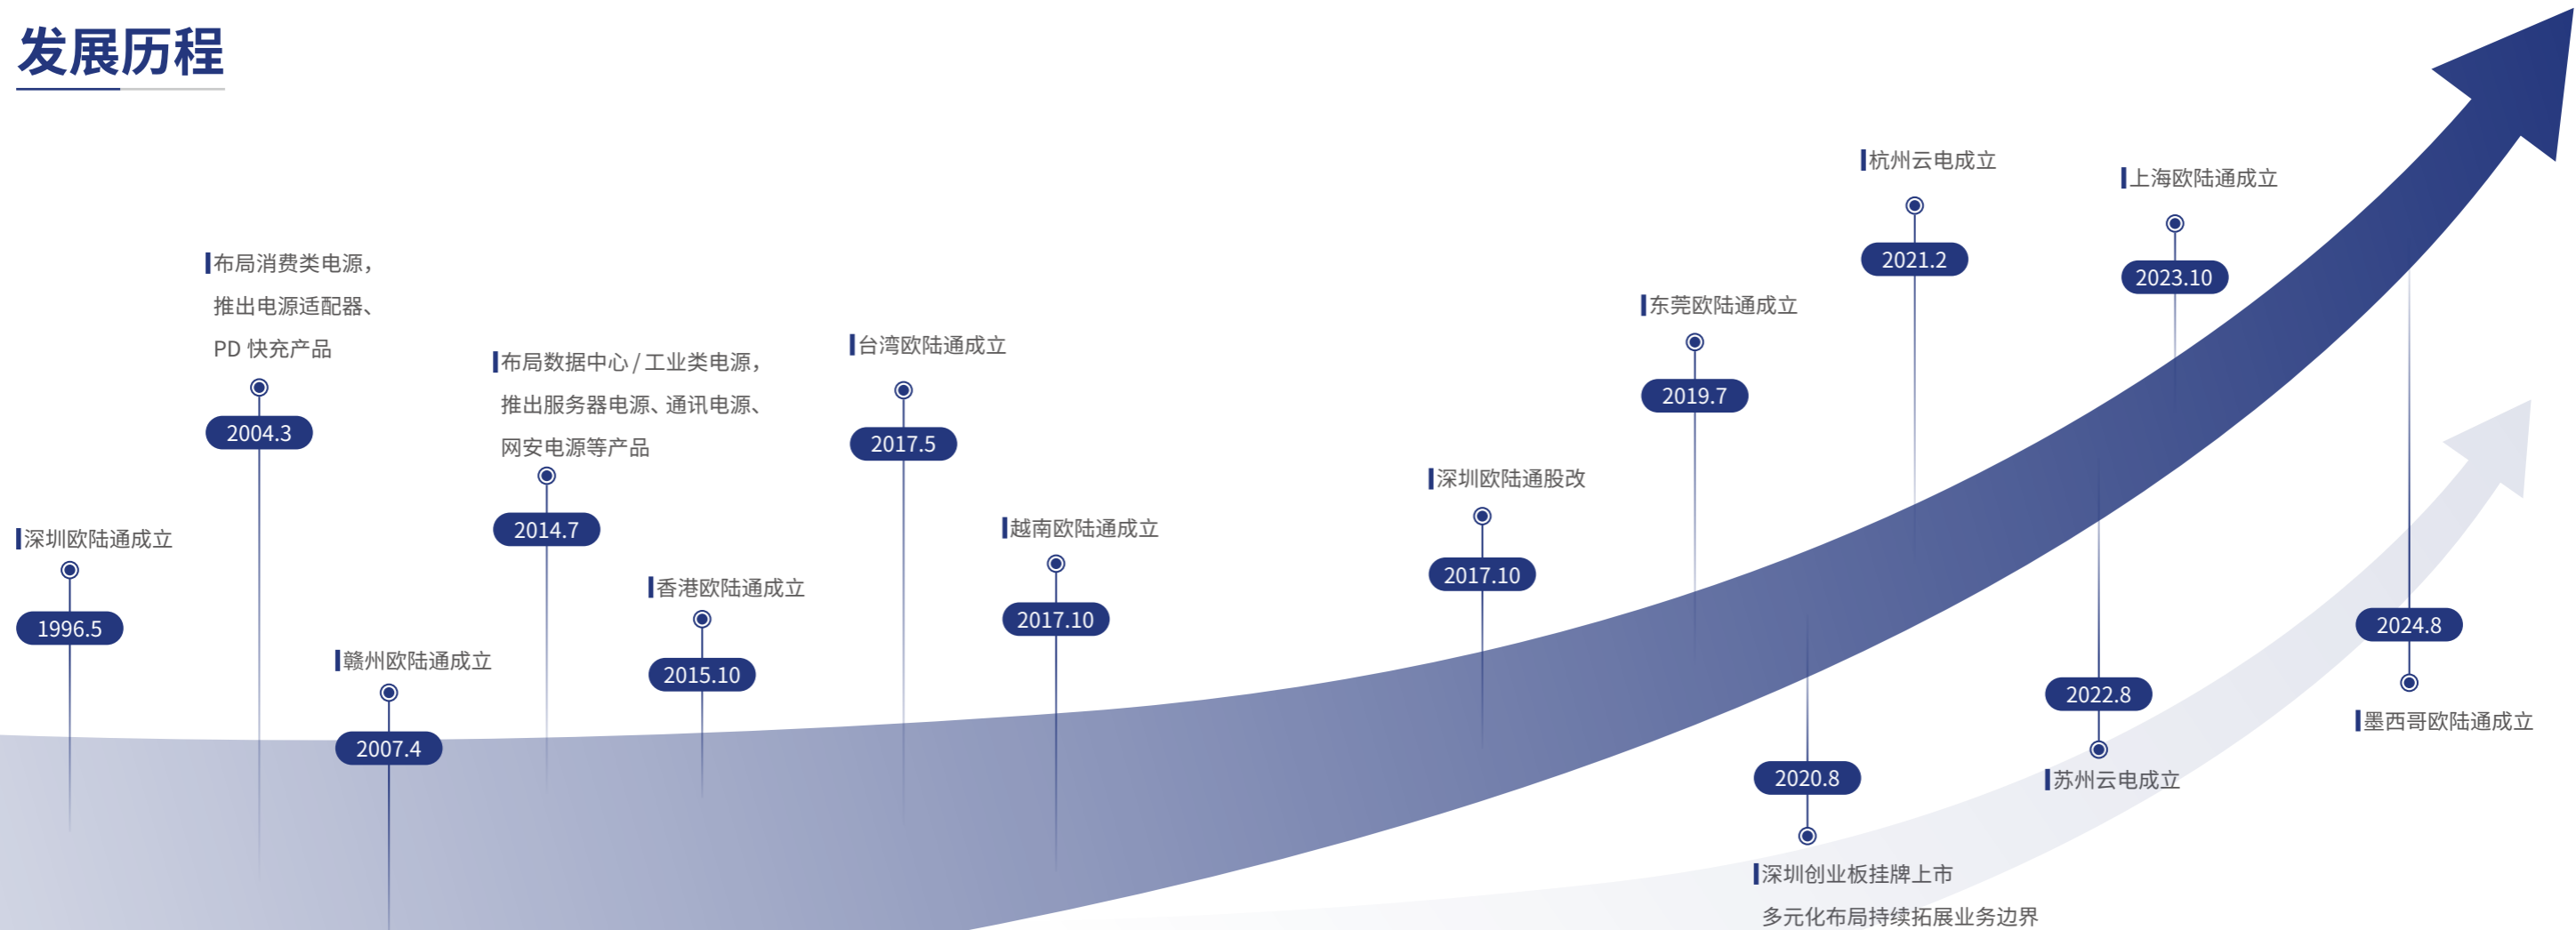 发展历程
深圳欧陆通成立
1996.5
布局消费类电源，
推出电源适配器、
PD 快充产品
2004.3
赣州欧陆通成立
2007.4
布局数据中心 / 工业类电源，
推出服务器电源、通讯电源、
网安电源等产品
2014.7
香港欧陆通成立
2015.10
台湾欧陆通成立
2017.5
越南欧陆通成立
2017.10
深圳欧陆通股改
2017.10
东莞欧陆通成立
2019.7
2020.8
深圳创业板挂牌上市
多元化布局持续拓展业务边界
杭州云电成立
2021.2
2022.8
苏州云电成立
上海欧陆通成立
2023.10
2024.8
墨西哥欧陆通成立